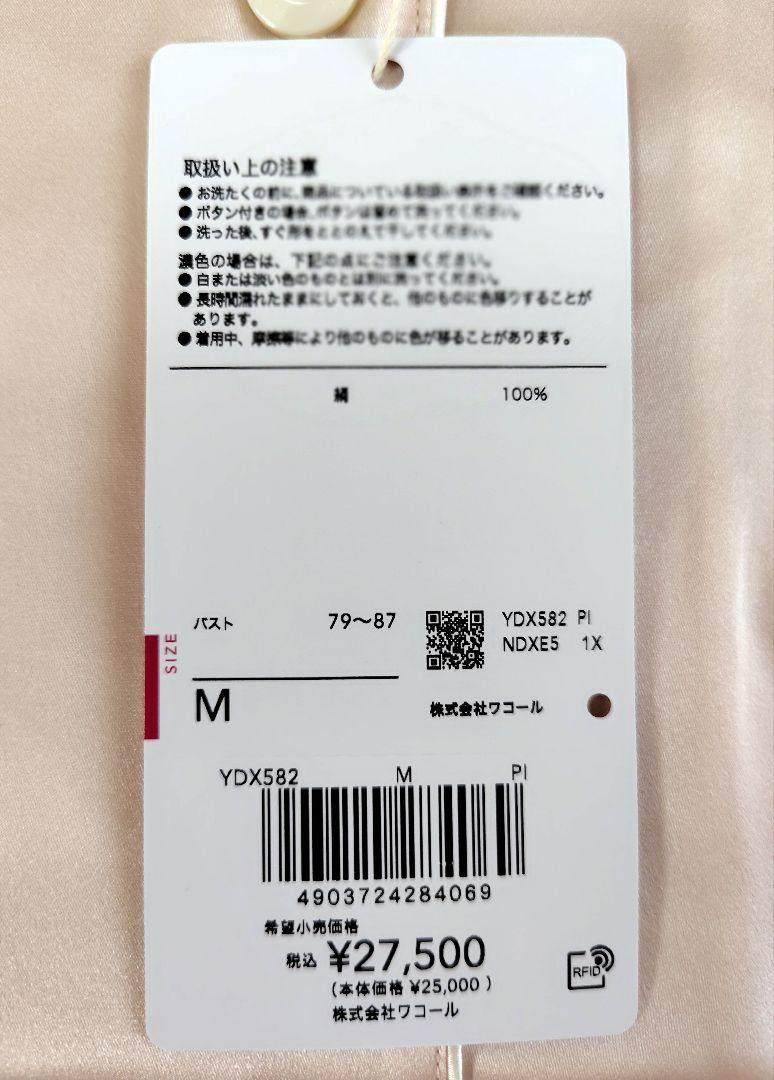 取扱い上の注意
● お洗たくの前に、商品についている取扱い表示をご確認ください。
● ボタン付きの場合、ボタンは留めて洗ってください。
● 洗った後、すぐ形をととのえて干してください。
濃色の場合は、下記の点にご注意ください。
● 白または淡い色のものとは別に洗ってください。
● 長時間濡れたままにしておくと、他のものに色移りすることが
あります。
● 着用中、摩擦等により他のものに色が移ることがあります。
絹 100%
バスト 79〜87
YDX582 PI
NDXE5 1X
SIZE
M
株式会社ワコール
YDX582 M PI
4903724284069
希望小売価格
税込 ¥27,500
(本体価格 ¥25,000 )
株式会社ワコール
RFID